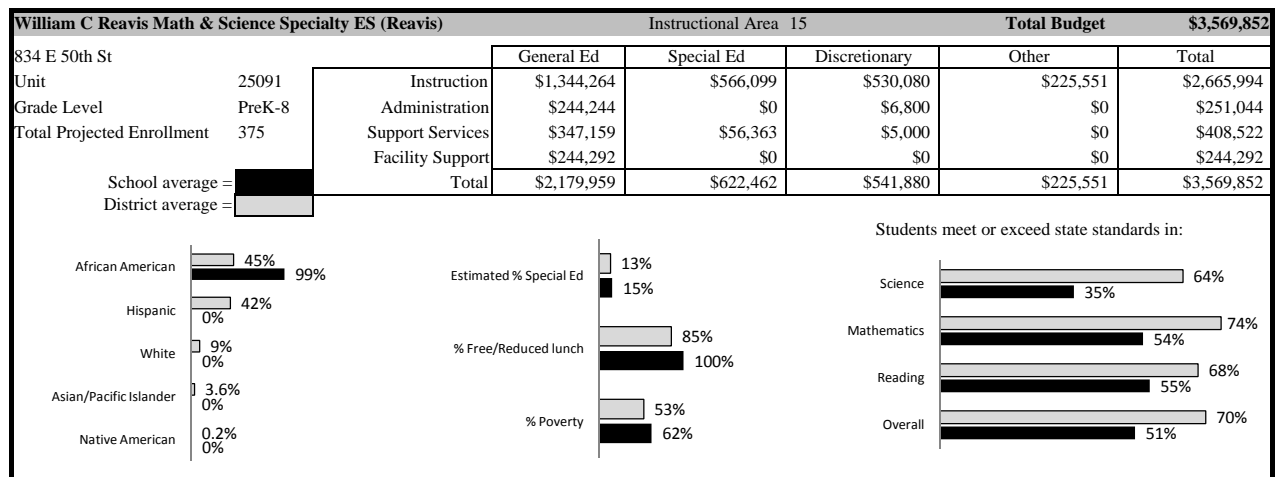 William C Reavis Math & Science Specialty ES (Reavis) Instructional Area 15 Total Budget $3,569,852
834 E 50th St General Ed Special Ed Discretionary Other Total
Unit 25091 Instruction $1,344,264 $566,099 $530,080 $225,551 $2,665,994
Grade Level PreK-8 Administration $244,244 $0 $6,800 $0 $251,044
Total Projected Enrollment 375 Support Services $347,159 $56,363 $5,000 $0 $408,522
Facility Support $244,292 $0 $0 $0 $244,292
School average = Total $2,179,959 $622,462 $541,880 $225,551 $3,569,852
District average =
African American 45%
99%
Hispanic 42%
0%
White 9%
0%
Asian/Pacific Islander 3.6%
0%
Native American 0.2%
0%
Estimated % Special Ed 13%
15%
% Free/Reduced lunch 85%
100%
% Poverty 53%
62%
Students meet or exceed state standards in:
Science 64%
35%
Mathematics 74%
54%
Reading 68%
55%
Overall 70%
51%